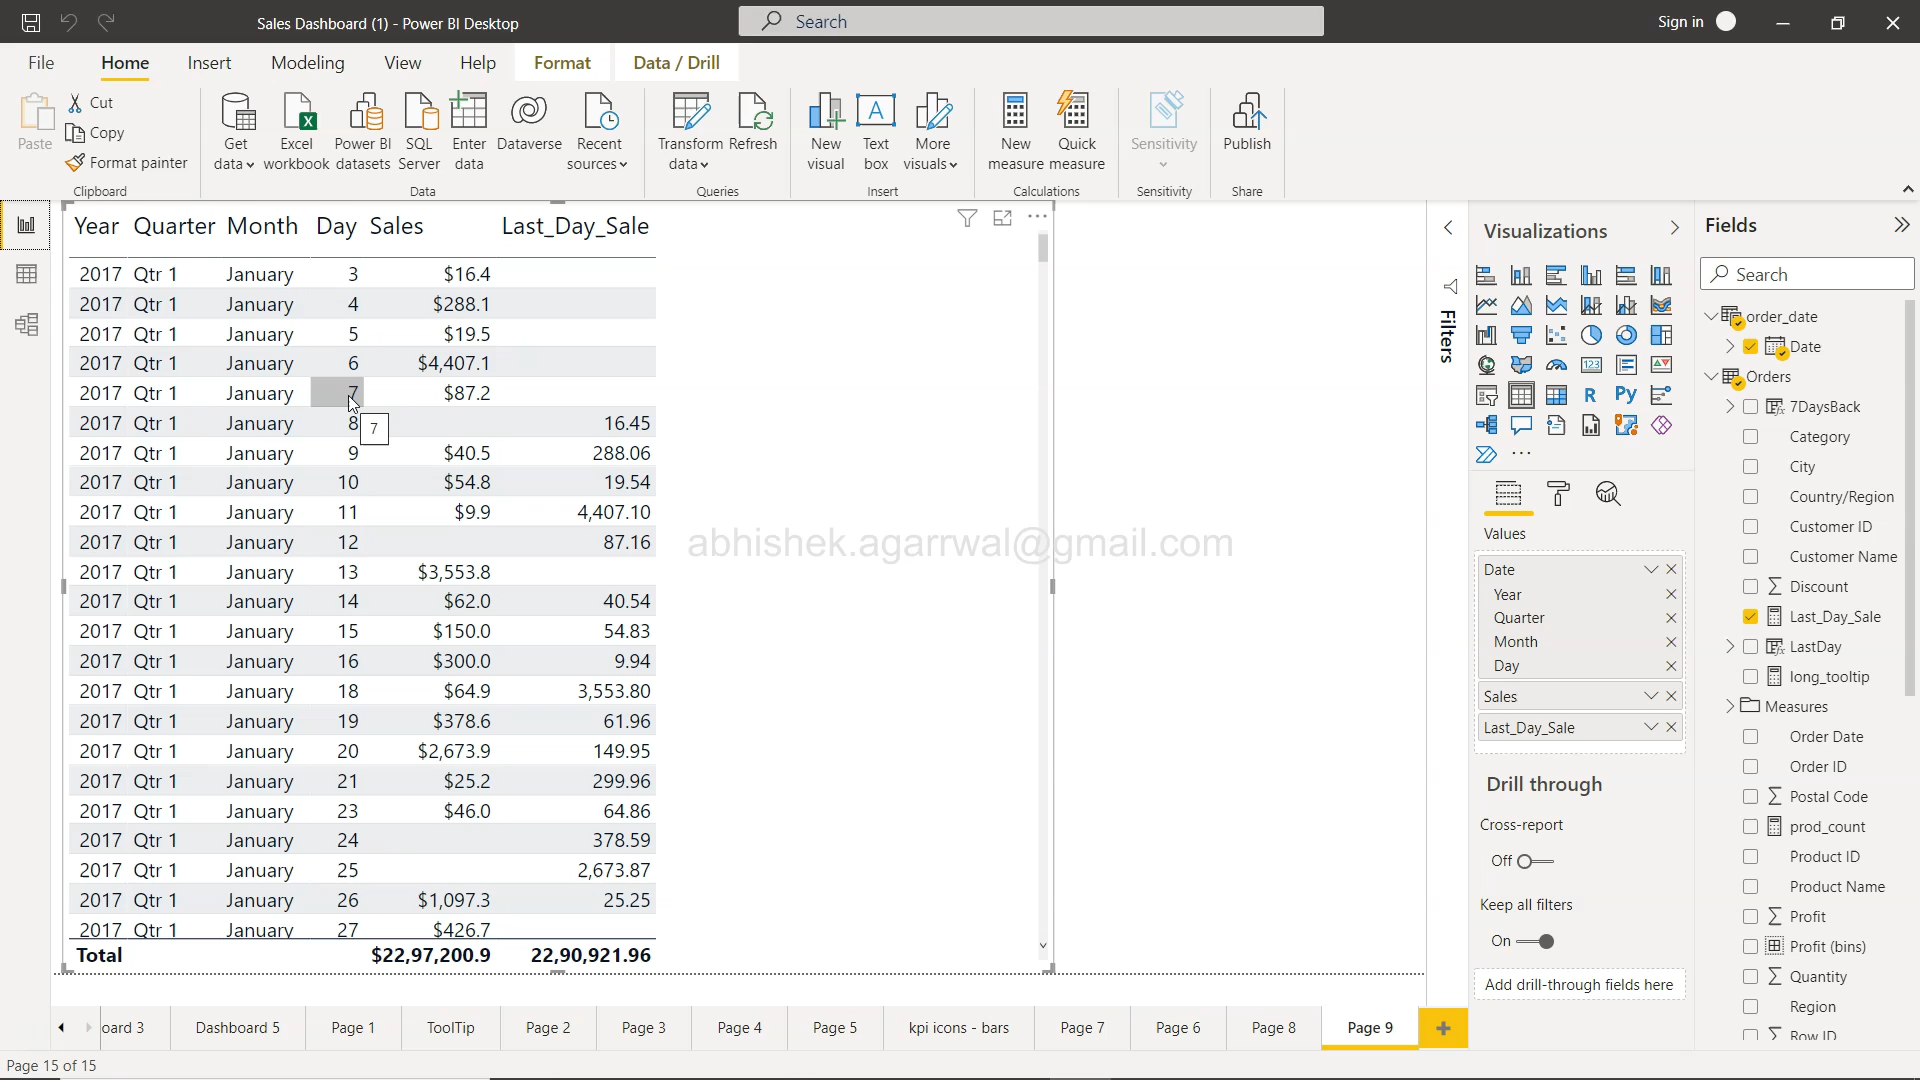 Sales Dashboard (1) - Power BI Desktop
Search
Sign in
File Home Insert Modeling View Help Format Data / Drill
Paste
Cut
Copy
Format painter
Clipboard
Get data
Excel workbook
Power BI datasets
SQL Server
Enter data
Dataverse
Recent sources
Data
Transform data
Refresh
Queries
New visual
Text box
More visuals
Insert
New measure
Quick measure
Calculations
Sensitivity
Sensitivity
Publish
Share
Year Quarter Month Day Sales Last_Day_Sale
2017 Qtr 1 January 3 $16.4
2017 Qtr 1 January 4 $288.1
2017 Qtr 1 January 5 $19.5
2017 Qtr 1 January 6 $4,407.1
2017 Qtr 1 January 7 $87.2
2017 Qtr 1 January 8 16.45
7
2017 Qtr 1 January 9 $40.5 288.06
2017 Qtr 1 January 10 $54.8 19.54
2017 Qtr 1 January 11 $9.9 4,407.10
2017 Qtr 1 January 12 87.16
2017 Qtr 1 January 13 $3,553.8
2017 Qtr 1 January 14 $62.0 40.54
2017 Qtr 1 January 15 $150.0 54.83
2017 Qtr 1 January 16 $300.0 9.94
2017 Qtr 1 January 18 $64.9 3,553.80
2017 Qtr 1 January 19 $378.6 61.96
2017 Qtr 1 January 20 $2,673.9 149.95
2017 Qtr 1 January 21 $25.2 299.96
2017 Qtr 1 January 23 $46.0 64.86
2017 Qtr 1 January 24 378.59
2017 Qtr 1 January 25 2,673.87
2017 Qtr 1 January 26 $1,097.3 25.25
2017 Qtr 1 January 27 $426.7
Total $22,97,200.9 22,90,921.96
abhishek.agarrwal@gmail.com
Filters
Visualizations
123
R
Py
Values
Date
Year
Quarter
Month
Day
Sales
Last_Day_Sale
Drill through
Cross-report
Off
Keep all filters
On
Add drill-through fields here
Fields
Search
order_date
Date
Orders
7DaysBack
Category
City
Country/Region
Customer ID
Customer Name
Discount
Last_Day_Sale
LastDay
long_tooltip
Measures
Order Date
Order ID
Postal Code
prod_count
Product ID
Product Name
Profit
Profit (bins)
Quantity
Region
Row ID
oard 3 Dashboard 5 Page 1 ToolTip Page 2 Page 3 Page 4 Page 5 kpi icons - bars Page 7 Page 6 Page 8 Page 9
Page 15 of 15